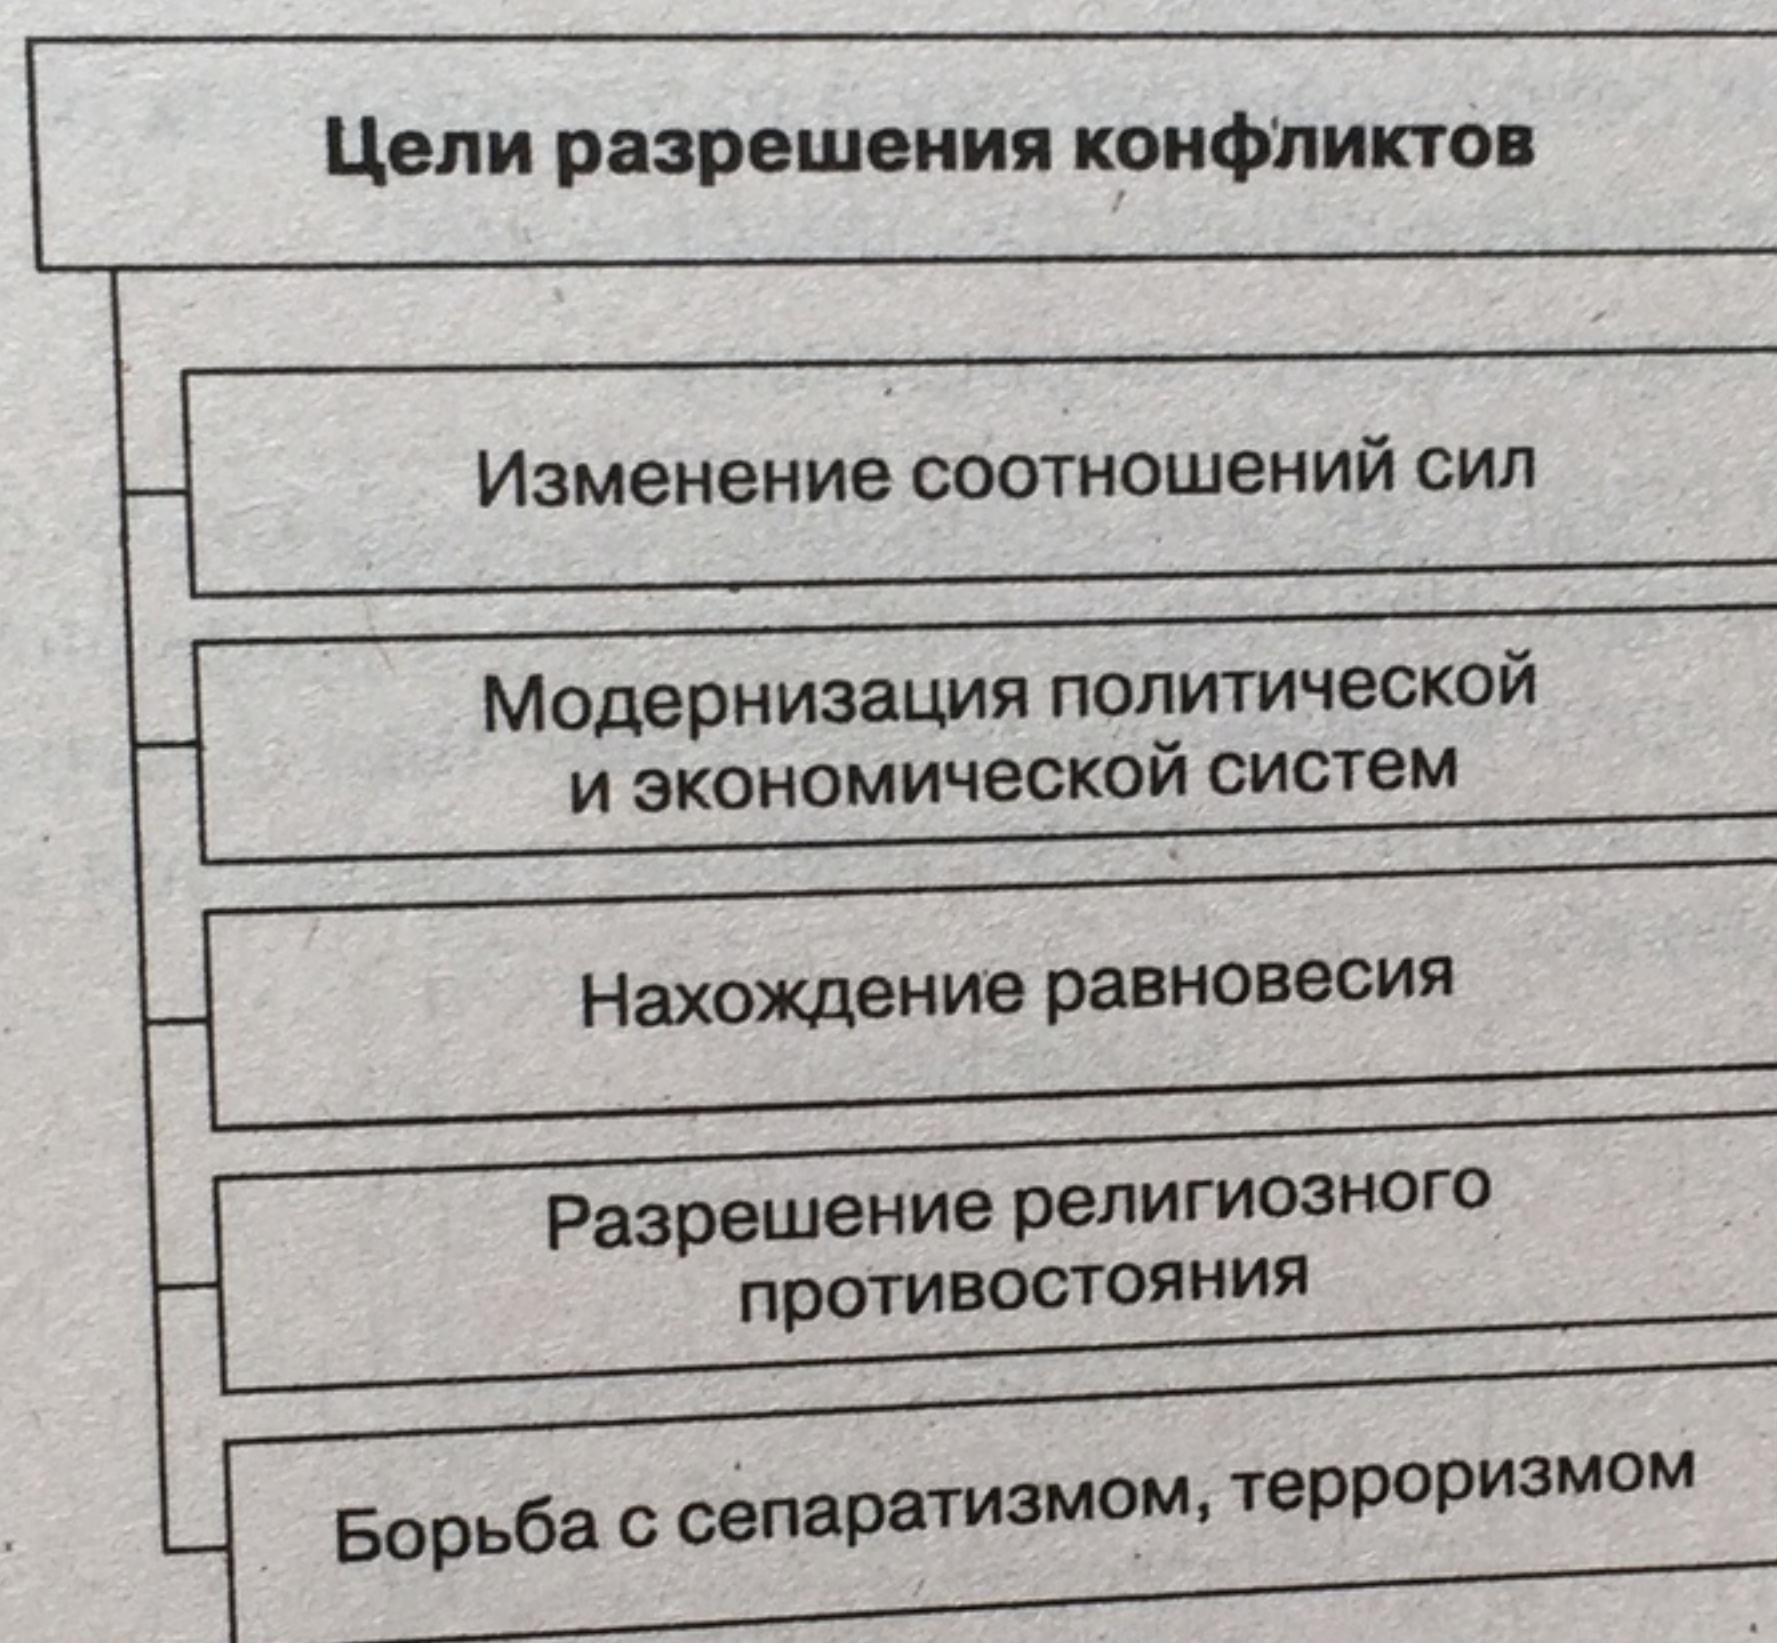 Цели разрешения конфликтов
Изменение соотношений сил
Модернизация политической
и экономической систем
Нахождение равновесия
Разрешение религиозного
противостояния
Борьба с сепаратизмом, терроризмом